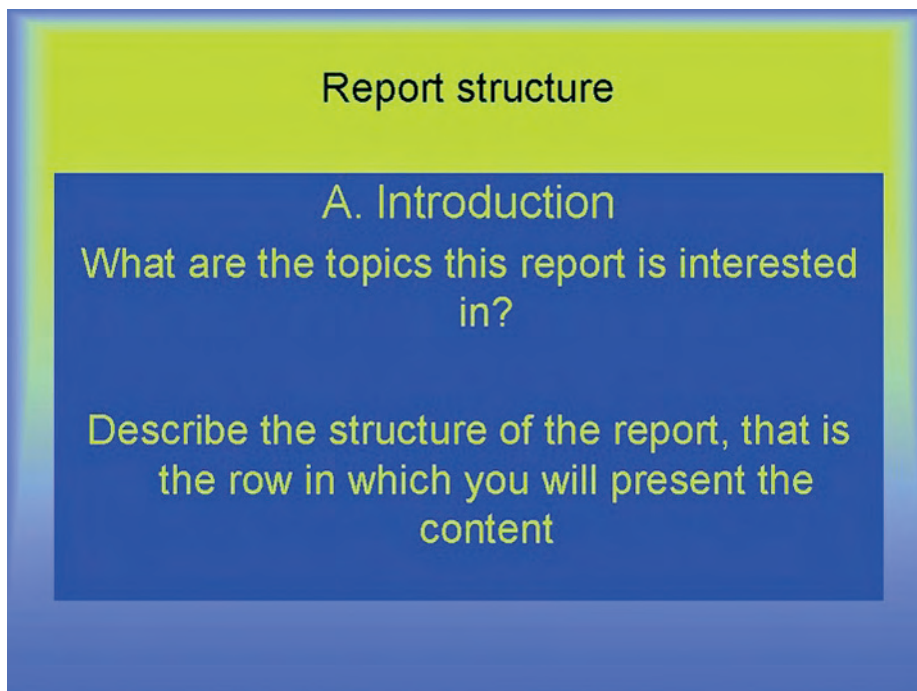 Report structure
A. Introduction
What are the topics this report is interested
in?
Describe the structure of the report, that is
the row in which you will present the
content